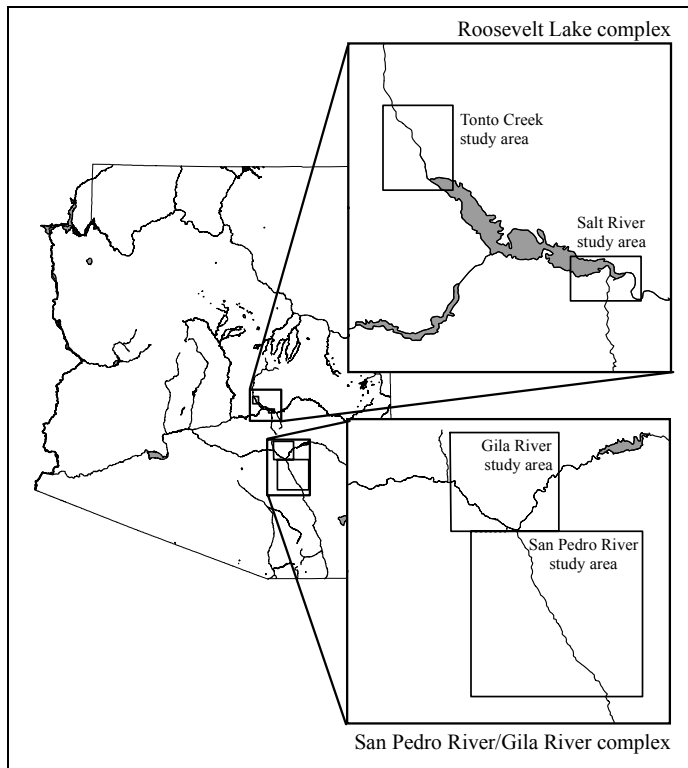 Roosevelt Lake complex
Tonto Creek
study area
Salt River
study area
Gila River
study area
San Pedro River
study area
San Pedro River/Gila River complex